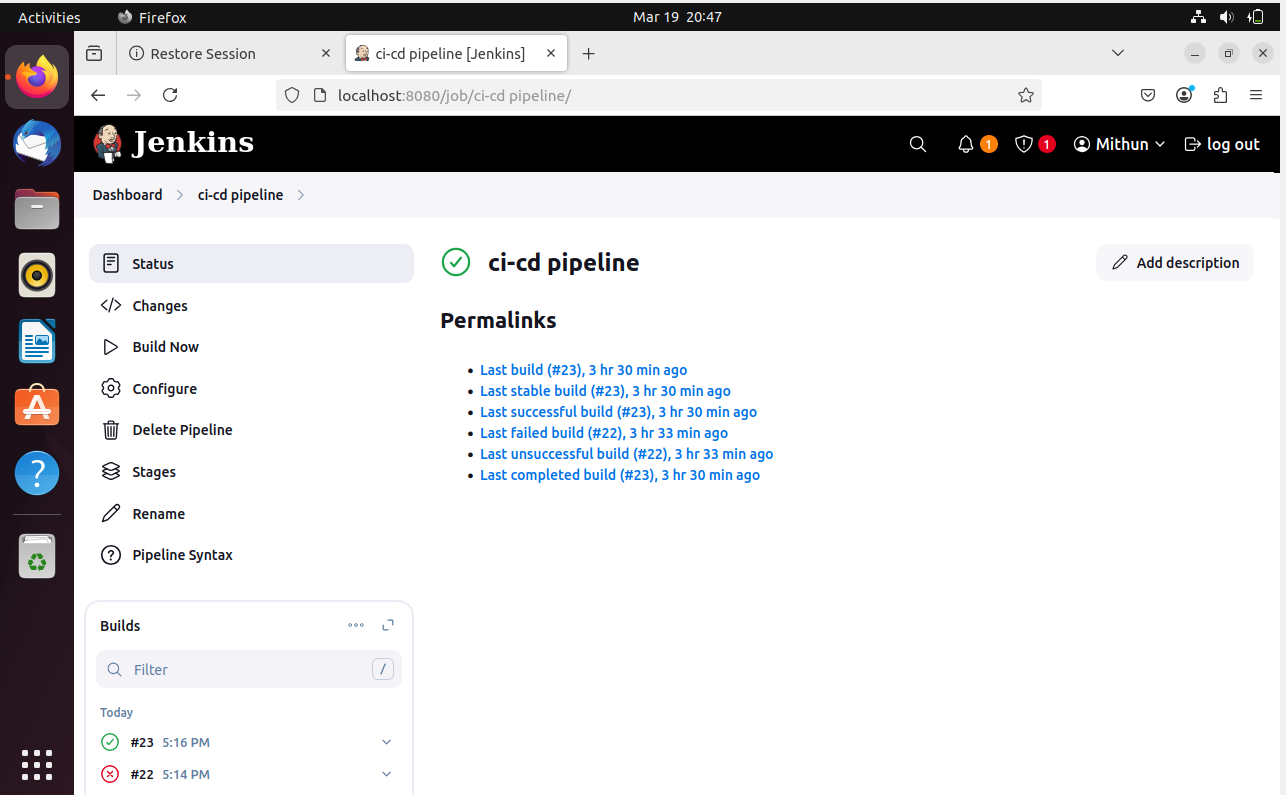 Activities Firefox Mar 19 20:47
Restore Session ci-cd pipeline [Jenkins]
localhost:8080/job/ci-cd pipeline/
Jenkins 1 1 Mithun log out
Dashboard ci-cd pipeline
Status
Changes
Build Now
Configure
Delete Pipeline
Stages
Rename
Pipeline Syntax
Builds
Filter /
Today
#23 5:16 PM
#22 5:14 PM
ci-cd pipeline
Add description
Permalinks
Last build (#23), 3 hr 30 min ago
Last stable build (#23), 3 hr 30 min ago
Last successful build (#23), 3 hr 30 min ago
Last failed build (#22), 3 hr 33 min ago
Last unsuccessful build (#22), 3 hr 33 min ago
Last completed build (#23), 3 hr 30 min ago